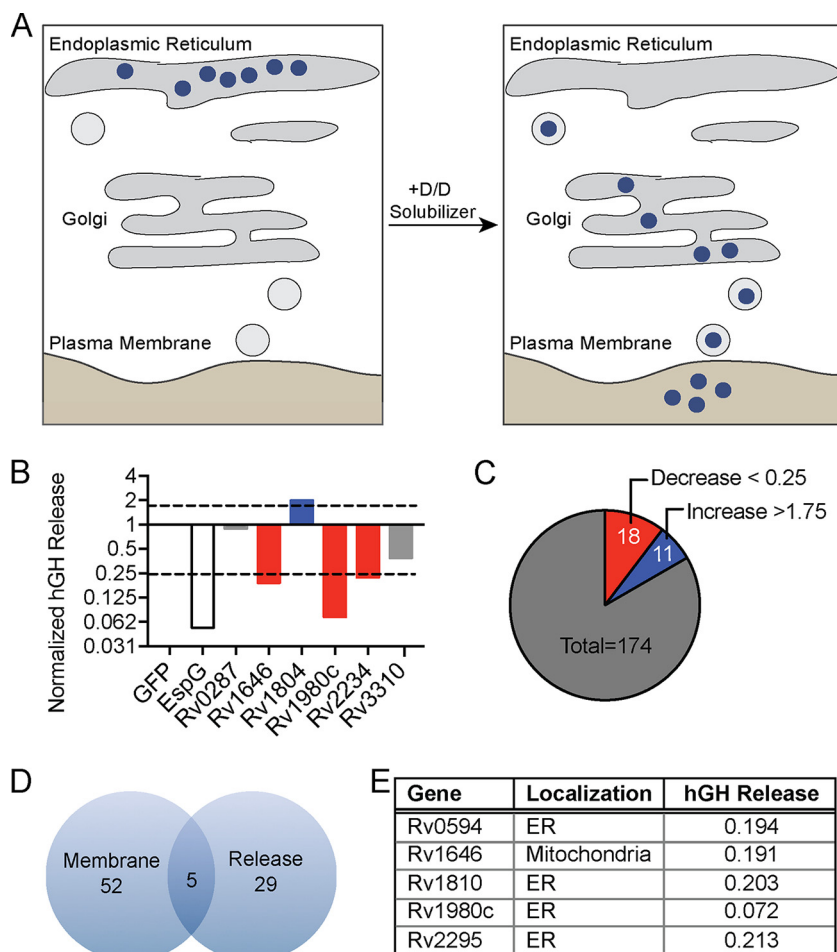 A
Endoplasmic Reticulum
Golgi
Plasma Membrane
+D/D
Solubilizer
Endoplasmic Reticulum
Golgi
Plasma Membrane
B
Normalized hGH Release
4
2
1
0.5
0.25
0.125
0.062
0.031
GFP
EspG
Rv0287
Rv1646
Rv1804
Rv1980c
Rv2234
Rv3310
C
Decrease < 0.25
Increase >1.75
18
11
Total=174
D
Membrane
52
5
Release
29
E
Gene Localization hGH Release
Rv0594 ER 0.194
Rv1646 Mitochondria 0.191
Rv1810 ER 0.203
Rv1980c ER 0.072
Rv2295 ER 0.213